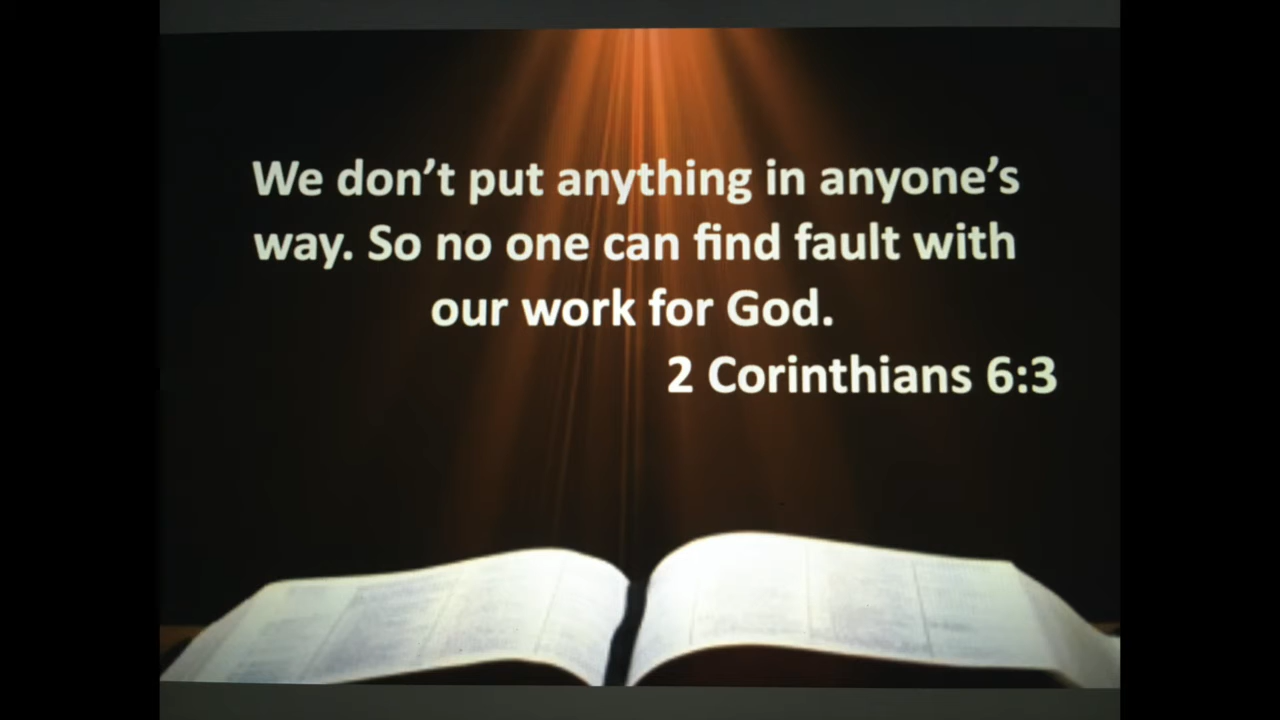 We don’t put anything in anyone’s
way. So no one can find fault with
our work for God.
2 Corinthians 6:3